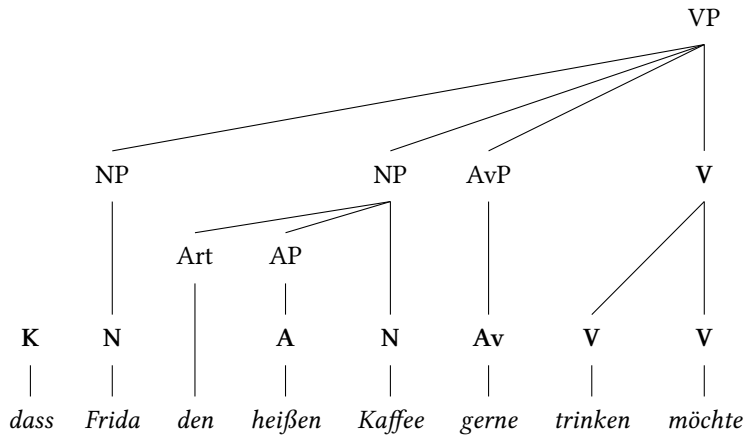 VP
NP NP AvP V
Art AP
K N A N Av V V
dass Frida den heißen Kaffee gerne trinken möchte